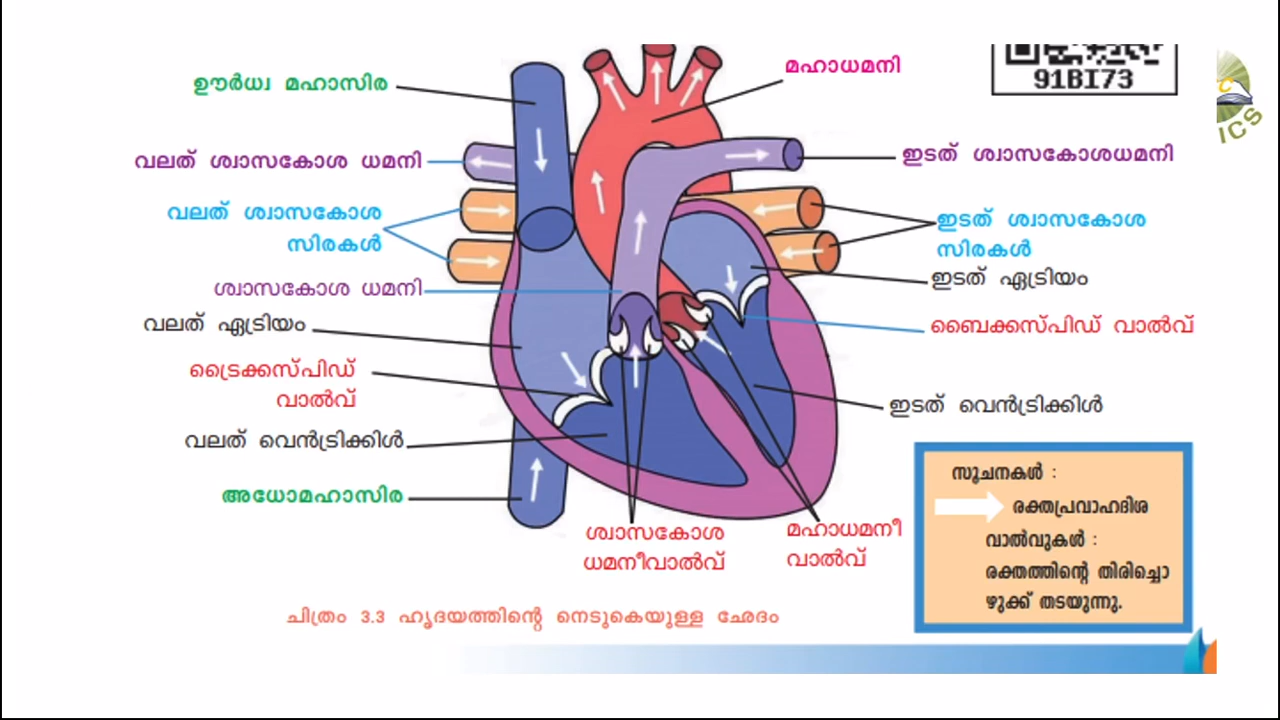 ഊർധ്വ മഹാസിര
മഹാധമനി
91BI73
ICS
വലത് ശ്വാസകോശ ധമനി
ഇടത് ശ്വാസകോശധമനി
വലത് ശ്വാസകോശ
സിരകൾ
ഇടത് ശ്വാസകോശ
സിരകൾ
ശ്വാസകോശ ധമനി
ഇടത് ഏട്രിയം
വലത് ഏട്രിയം
ബൈക്കസ്പിഡ് വാൽവ്
ട്രൈക്കസ്പിഡ്
വാൽവ്
ഇടത് വെൻട്രിക്കിൾ
വലത് വെൻട്രിക്കിൾ
അധോമഹാസിര
ശ്വാസകോശ
ധമനീവാൽവ്
മഹാധമനീ
വാൽവ്
സൂചനകൾ :
രക്തപ്രവാഹദിശ
വാൽവുകൾ :
രക്തത്തിന്റെ തിരിച്ചൊ
ഴുക്ക് തടയുന്നു.
ചിത്രം 3.3 ഹൃദയത്തിന്റെ നെടുകെയുള്ള ഛേദം